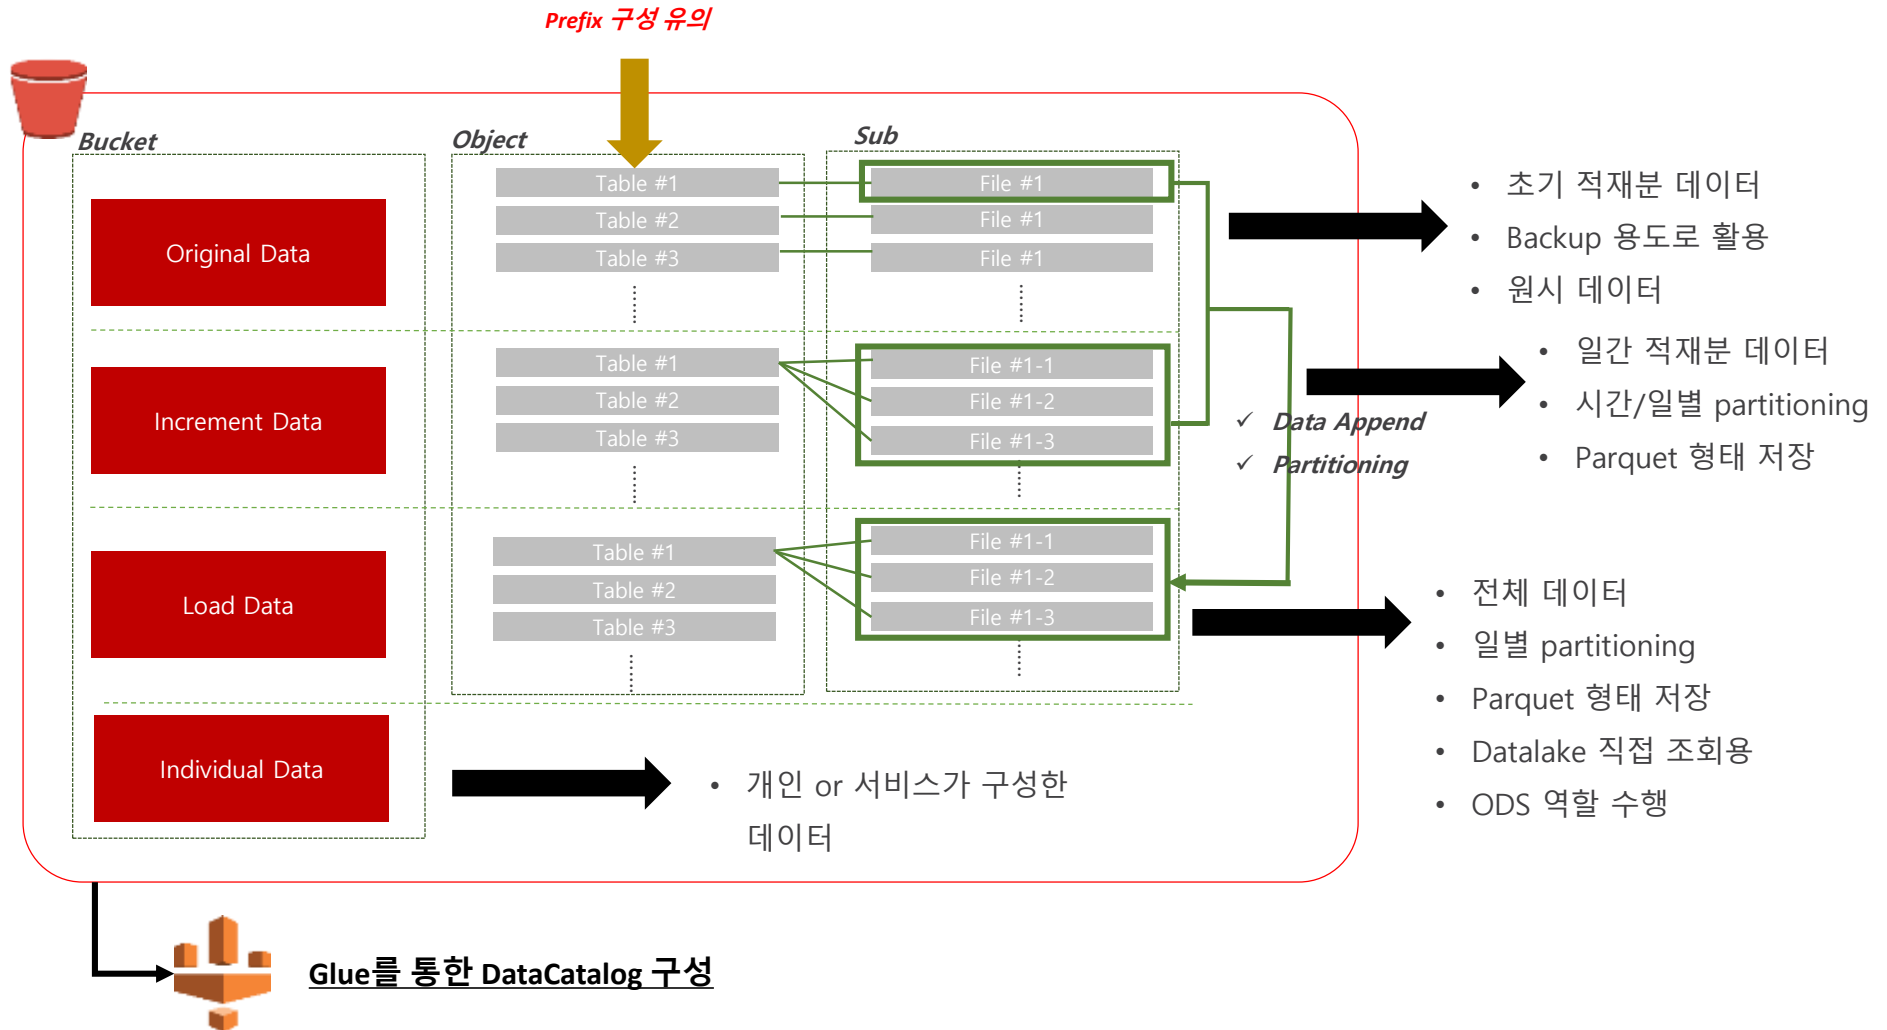 Prefix 구성 유의
Bucket
Object
Sub
Original Data
Table #1
Table #2
Table #3
File #1
File #1
File #1
• 초기 적재분 데이터
• Backup 용도로 활용
• 원시 데이터
Increment Data
Table #1
Table #2
Table #3
File #1-1
File #1-2
File #1-3
✓ Data Append
✓ Partitioning
• 일간 적재분 데이터
• 시간/일별 partitioning
• Parquet 형태 저장
Load Data
Table #1
Table #2
Table #3
File #1-1
File #1-2
File #1-3
• 전체 데이터
• 일별 partitioning
• Parquet 형태 저장
• Datalake 직접 조회용
• ODS 역할 수행
Individual Data
• 개인 or 서비스가 구성한
데이터
Glue를 통한 DataCatalog 구성